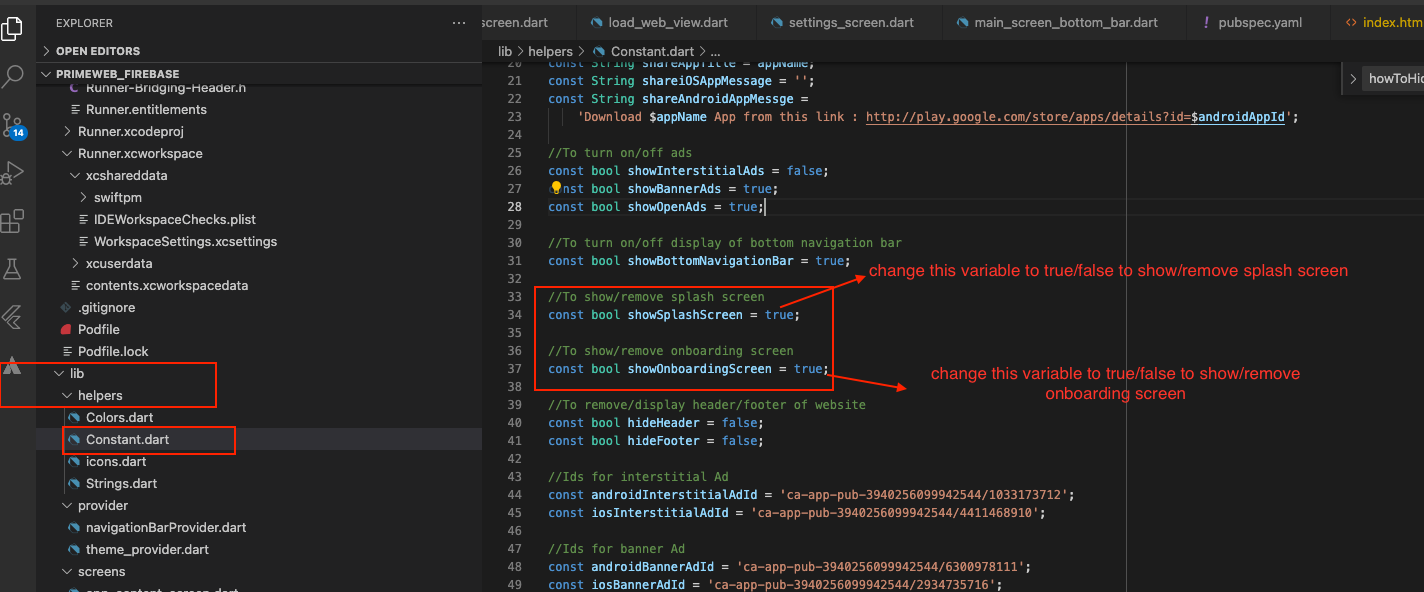 EXPLORER
...
OPEN EDITORS
PRIMEWEB_FIREBASE
Runner-Bridging-Header.h
Runner.entitlements
Runner.xcodeproj
Runner.xcworkspace
xcshareddata
swiftpm
IDEWorkspaceChecks.plist
WorkspaceSettings.xcsettings
xcuserdata
contents.xcworkspacedata
.gitignore
Podfile
Podfile.lock
lib
helpers
Colors.dart
Constant.dart
icons.dart
Strings.dart
provider
navigationBarProvider.dart
theme_provider.dart
screens
app_content_screen.dart
14
screen.dart
load_web_view.dart
settings_screen.dart
main_screen_bottom_bar.dart
! pubspec.yaml
<> index.htm
lib > helpers > Constant.dart > ...
howToHid
20 const String shareAppTitle = appName;
21 const String shareiOSAppMessage = '';
22 const String shareAndroidAppMessge =
23 'Download $appName App from this link : http://play.google.com/store/apps/details?id=$androidAppId';
24
25 //To turn on/off ads
26 const bool showInterstitialAds = false;
27 const bool showBannerAds = true;
28 const bool showOpenAds = true;
29
30 //To turn on/off display of bottom navigation bar
31 const bool showBottomNavigationBar = true;
32
33 //To show/remove splash screen
34 const bool showSplashScreen = true;
35
36 //To show/remove onboarding screen
37 const bool showOnboardingScreen = true;
38
39 //To remove/display header/footer of website
40 const bool hideHeader = false;
41 const bool hideFooter = false;
42
43 //Ids for interstitial Ad
44 const androidInterstitialAdId = 'ca-app-pub-3940256099942544/1033173712';
45 const iosInterstitialAdId = 'ca-app-pub-3940256099942544/4411468910';
46
47 //Ids for banner Ad
48 const androidBannerAdId = 'ca-app-pub-3940256099942544/6300978111';
49 const iosBannerAdId = 'ca-app-pub-3940256099942544/2934735716';
change this variable to true/false to show/remove splash screen
change this variable to true/false to show/remove
onboarding screen